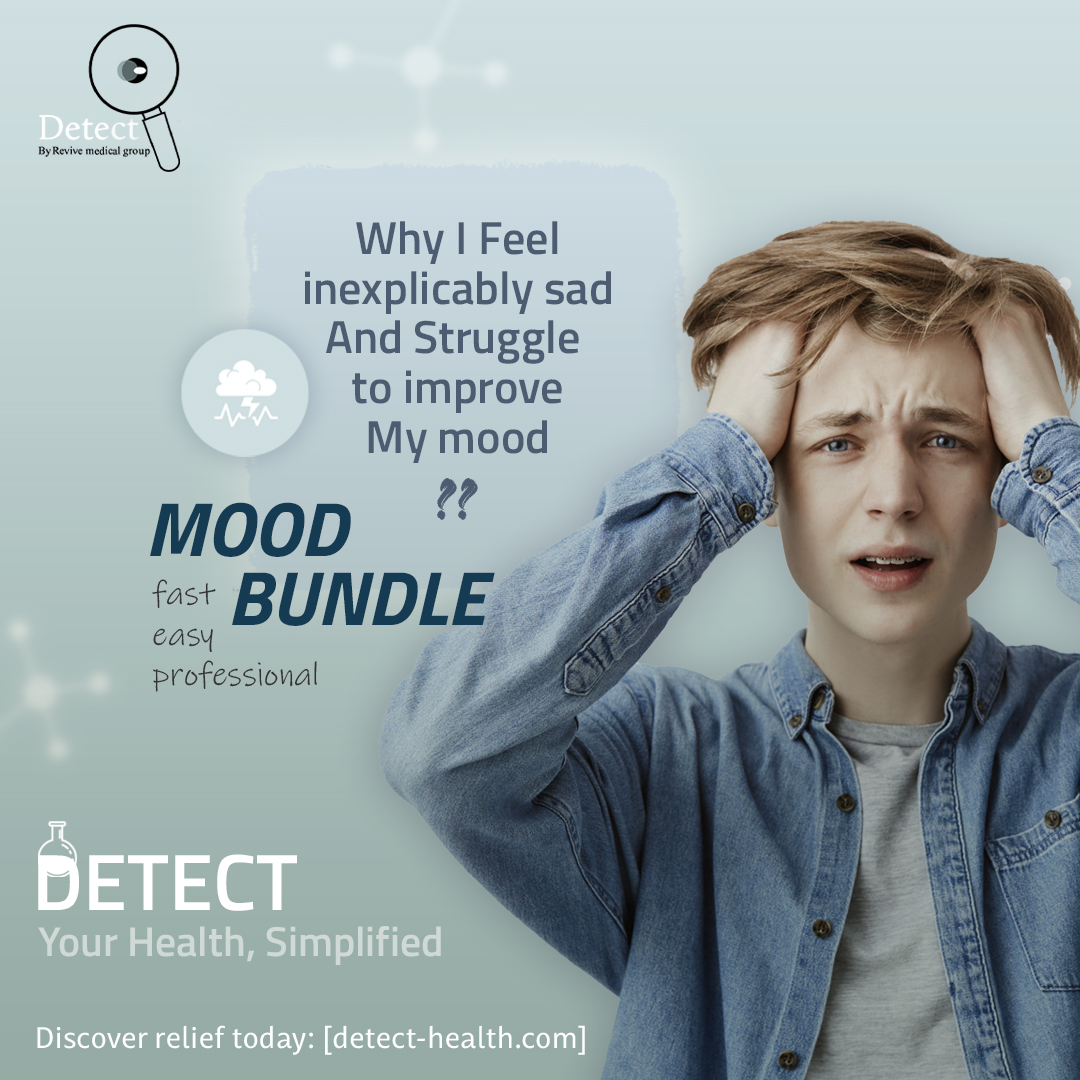 Detect
By Revive medical group
Why I Feel
inexplicably sad
And Struggle
to improve
My mood
??
MOOD
BUNDLE
fast
easy
professional
DETECT
Your Health, Simplified
Discover relief today: [detect-health.com]